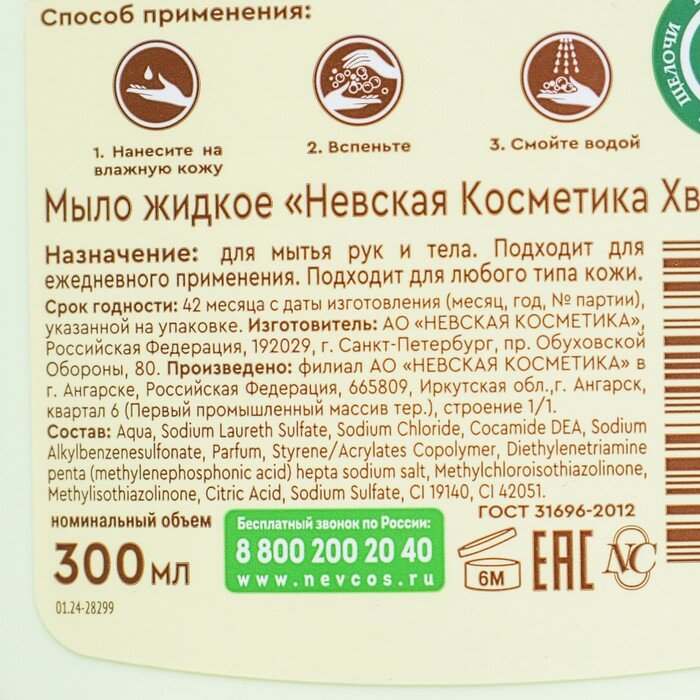 Способ применения:
ЩЕЛОЧИ
1. Нанесите на
влажную кожу
2. Вспеньте
3. Смойте водой
Мыло жидкое «Невская Косметика Хв
Назначение: для мытья рук и тела. Подходит для
ежедневного применения. Подходит для любого типа кожи.
Срок годности: 42 месяца с даты изготовления (месяц, год, № партии),
указанной на упаковке. Изготовитель: АО «НЕВСКАЯ КОСМЕТИКА»,
Российская Федерация, 192029, г. Санкт-Петербург, пр. Обуховской
Обороны, 80. Произведено: филиал АО «НЕВСКАЯ КОСМЕТИКА» в
г. Ангарске, Российская Федерация, 665809, Иркутская обл.,г. Ангарск,
квартал 6 (Первый промышленный массив тер.), строение 1/1.
Состав: Aqua, Sodium Laureth Sulfate, Sodium Chloride, Cocamide DEA, Sodium
Alkylbenzenesulfonate, Parfum, Styrene/Acrylates Copolymer, Diethylenetriamine
penta (methylenephosphonic acid) hepta sodium salt, Methylchloroisothiazolinone,
Methylisothiazolinone, Citric Acid, Sodium Sulfate, CI 19140, CI 42051.
ГОСТ 31696-2012
номинальный объем
300 мл
Бесплатный звонок по России:
8 800 200 20 40
www.nevcos.ru
6М
ЕАС
NC
01.24-28299